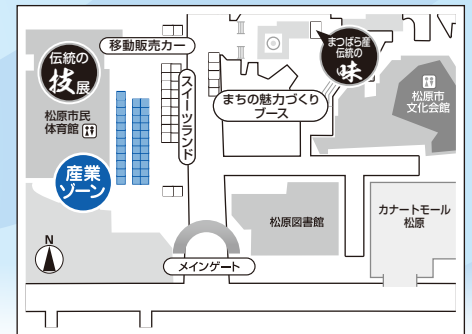 伝統の
技展
移動販売カー
まつばら産
伝統の
味
スイーツランド
まちの魅力づくり
ブース
松原市
文化会館
松原市民
体育館
産業
ゾーン
松原図書館
カナートモール
松原
N
メインゲート